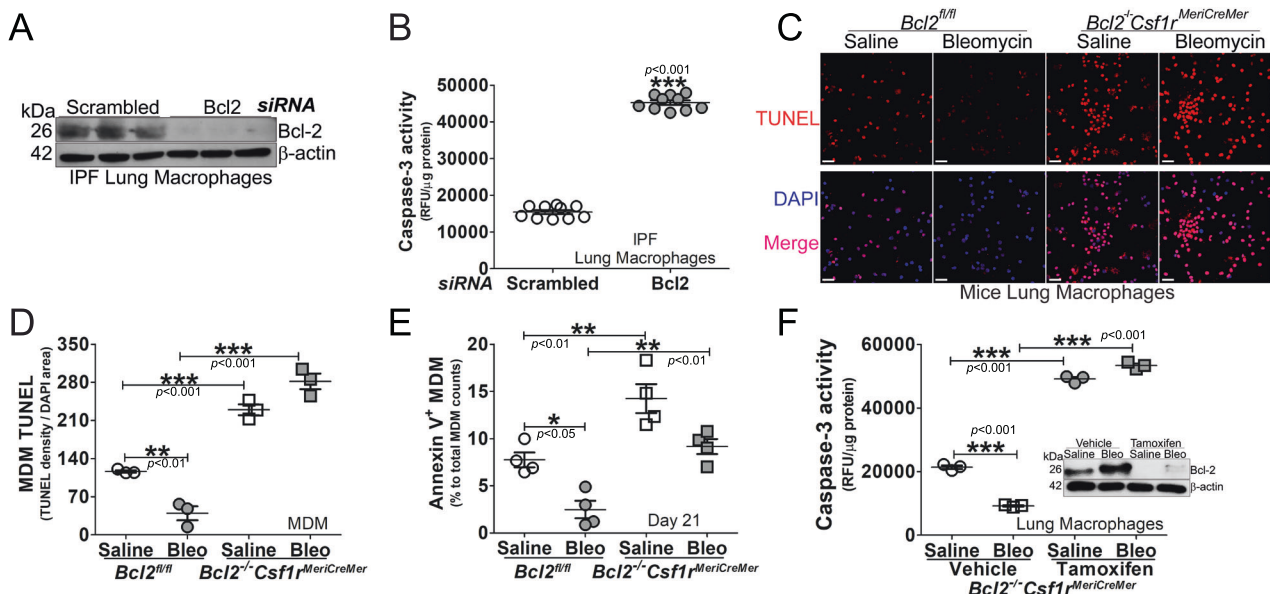 A
Scrambled Bcl2 siRNA
kDa
26 Bcl-2
42 β-actin
IPF Lung Macrophages
B
p<0.001
***
50000
40000
30000
20000
10000
0
Caspase-3 activity
(RFU/μg protein)
IPF
Lung Macrophages
siRNA Scrambled Bcl2
C
Bcl2fl/fl Bcl2-/-Csf1rMeriCreMer
Saline Bleomycin Saline Bleomycin
TUNEL
DAPI
Merge
Mice Lung Macrophages
D
MDM TUNEL
(TUNEL density / DAPI area)
350
280
210
140
70
0
***
p<0.001
***
p<0.001
**
p<0.01
MDM
Saline Bleo Saline Bleo
Bcl2fl/fl Bcl2-/-Csf1rMeriCreMer
E
Annexin V+ MDM
(% to total MDM counts)
20
15
10
5
0
**
p<0.01
**
p<0.01
*
p<0.05
Day 21
Saline Bleo Saline Bleo
Bcl2fl/fl Bcl2-/-Csf1rMeriCreMer
F
Caspase-3 activity
(RFU/μg protein)
60000
40000
20000
0
p<0.001
***
***
p<0.001
p<0.001
***
Vehicle Tamoxifen
kDa Saline Bleo Saline Bleo
26 Bcl-2
42 β-actin
Lung Macrophages
Saline Bleo Saline Bleo
Vehicle Tamoxifen
Bcl2-/-Csf1rMeriCreMer